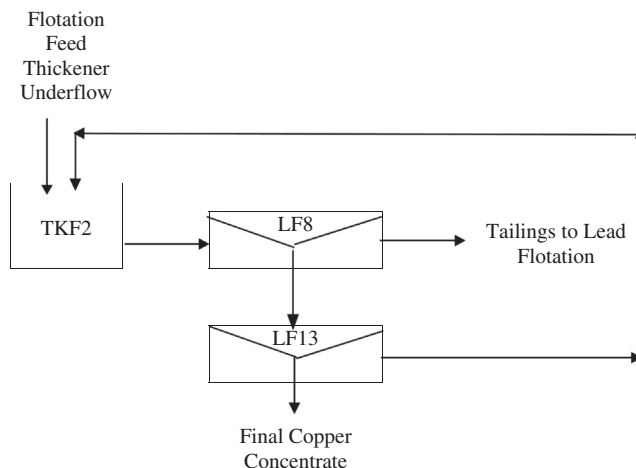 Flotation
Feed
Thickener
Underflow
TKF2
LF8
Tailings to Lead
Flotation
LF13
Final Copper
Concentrate